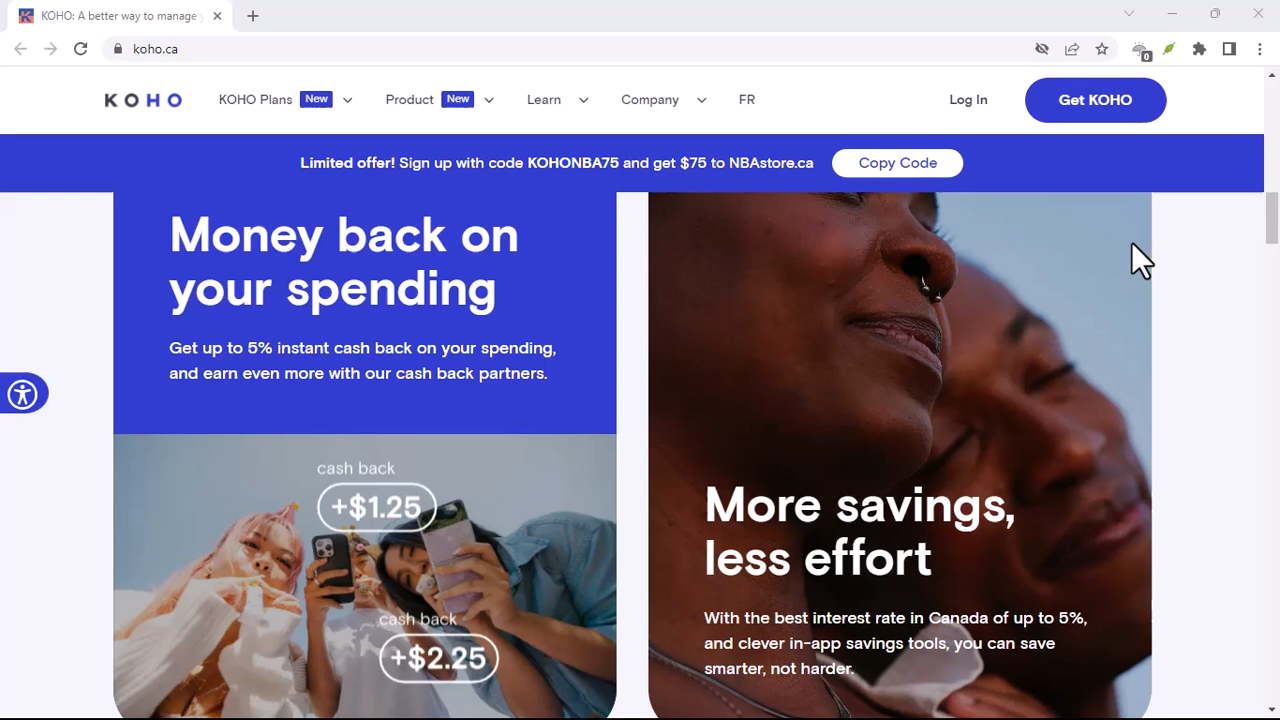 KOHO: A better way to manage
koho.ca
0
KOHO
KOHO Plans New
Product New
Learn
Company
FR
Log In
Get KOHO
Limited offer! Sign up with code KOHONBA75 and get $75 to NBAstore.ca
Copy Code
Money back on
your spending
Get up to 5% instant cash back on your spending,
and earn even more with our cash back partners.
cash back
+$1.25
cash back
+$2.25
More savings,
less effort
With the best interest rate in Canada of up to 5%,
and clever in-app savings tools, you can save
smarter, not harder.